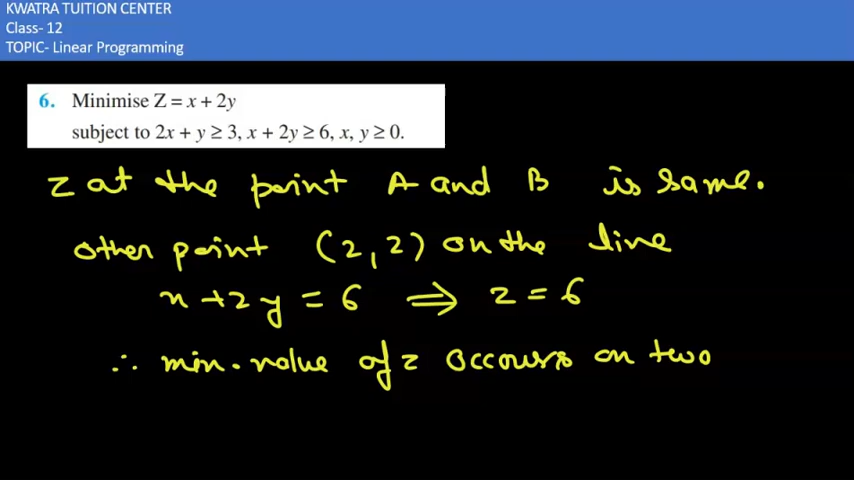 KWATRA TUITION CENTER
Class- 12
TOPIC- Linear Programming
6. Minimise Z = x + 2y
subject to 2x + y ≥ 3, x + 2y ≥ 6, x, y ≥ 0.
Z at the point A and B is same.
Other point (2,2) on the line
x + 2y = 6 ⇒ z = 6
∴ min. value of z occours on two